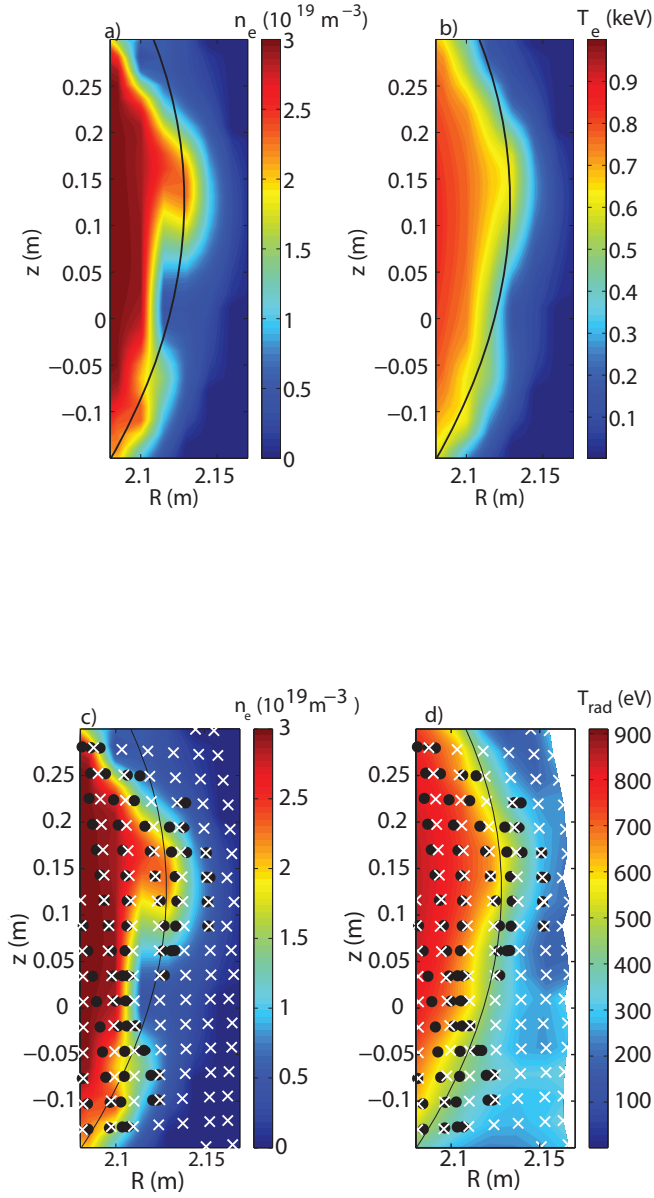 a) n_e (10^19 m^−3) b) T_e (keV)
3 0.9
0.25 2.5 0.25 0.8
0.2 0.2 0.7
0.15 2 0.15 0.6
0.1 1.5 0.1 0.5
z (m) z (m)
0.05 0.05 0.4
0 1 0 0.3
−0.05 0.5 −0.05 0.2
−0.1 −0.1 0.1
0
2.1 2.15 2.1 2.15
R (m) R (m)
c) n_e (10^19 m^−3) d) T_rad (eV)
3 900
0.25 2.5 0.25 800
0.2 0.2 700
0.15 2 0.15 600
0.1 1.5 0.1 500
z (m) z (m)
0.05 0.05 400
0 1 0 300
−0.05 0.5 −0.05 200
−0.1 −0.1 100
0
2.1 2.15 2.1 2.15
R (m) R (m)